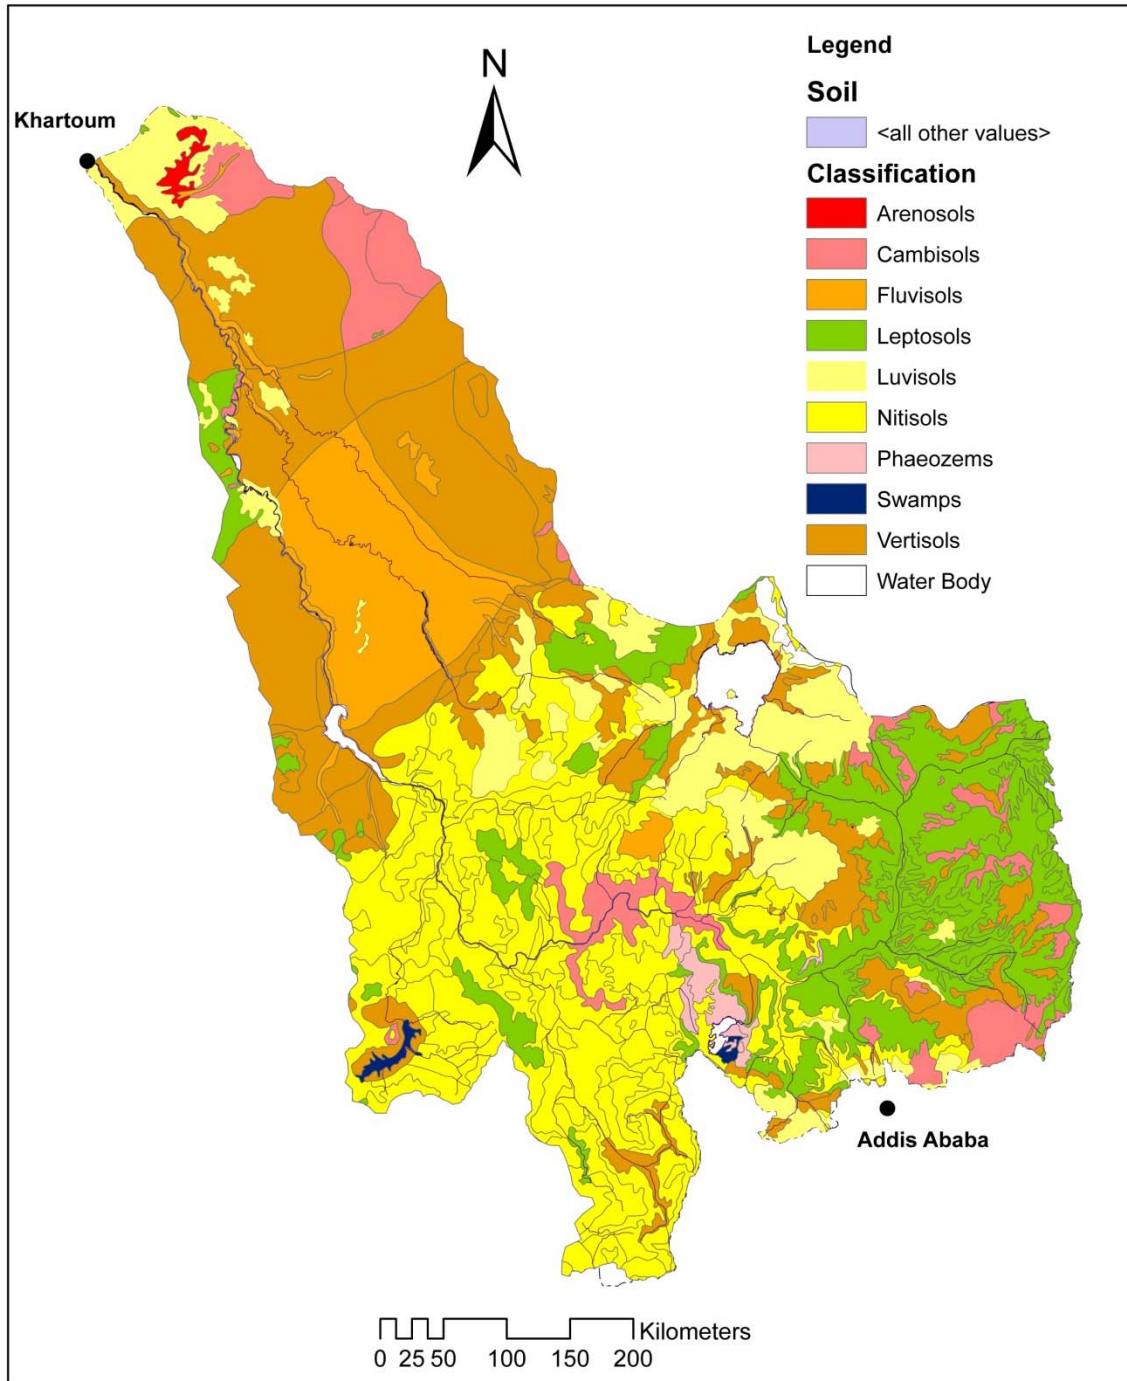 Khartoum
N
Legend
Soil
<all other values>
Classification
Arenosols
Cambisols
Fluvisols
Leptosols
Luvisols
Nitisols
Phaeozems
Swamps
Vertisols
Water Body
Addis Ababa
Kilometers
0 25 50 100 150 200